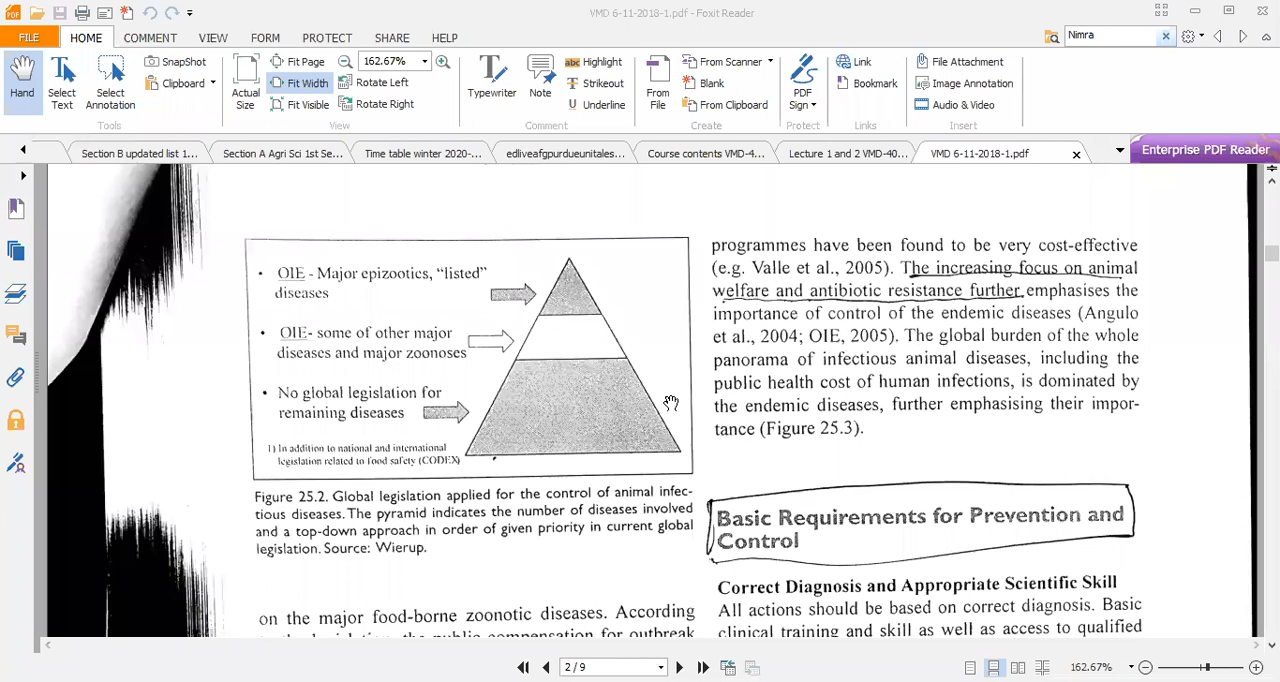 VMD 6-11-2018-1.pdf - Foxit Reader
FILE HOME COMMENT VIEW FORM PROTECT SHARE HELP
Nimra
Hand
Select Text
Select Annotation
SnapShot
Clipboard
Tools
Actual Size
Fit Page
Fit Width
Fit Visible
162.67%
Rotate Left
Rotate Right
View
Typewriter
Note
Highlight
Strikeout
Underline
Comment
From File
From Scanner
Blank
From Clipboard
Create
PDF Sign
Protect
Link
Bookmark
Links
File Attachment
Image Annotation
Audio & Video
Insert
Section B updated list 1...
Section A Agri Sci 1st Se...
Time table winter 2020-...
edliveafgpurdueunitales...
Course contents VMD-4...
Lecture 1 and 2 VMD-40...
VMD 6-11-2018-1.pdf
Enterprise PDF Reader
• OIE - Major epizootics, “listed”
diseases
• OIE- some of other major
diseases and major zoonoses
• No global legislation for
remaining diseases
1) In addition to national and international
legislation related to food safety (CODEX)
Figure 25.2. Global legislation applied for the control of animal infec-
tious diseases. The pyramid indicates the number of diseases involved
and a top-down approach in order of given priority in current global
legislation. Source: Wierup.
on the major food-borne zoonotic diseases. According
programmes have been found to be very cost-effective
(e.g. Valle et al., 2005). The increasing focus on animal
welfare and antibiotic resistance further emphasises the
importance of control of the endemic diseases (Angulo
et al., 2004; OIE, 2005). The global burden of the whole
panorama of infectious animal diseases, including the
public health cost of human infections, is dominated by
the endemic diseases, further emphasising their impor-
tance (Figure 25.3).
Basic Requirements for Prevention and
Control
Correct Diagnosis and Appropriate Scientific Skill
All actions should be based on correct diagnosis. Basic
clinical training and skill as well as access to qualified
2/9
162.67%